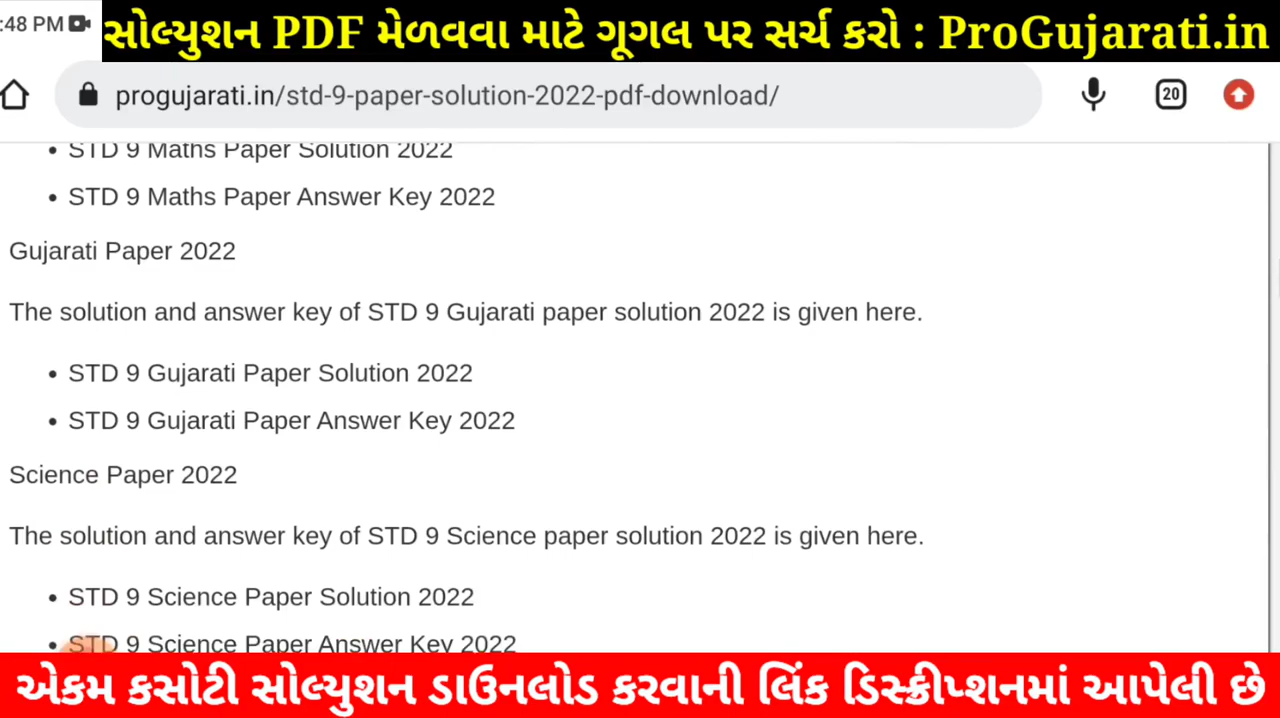 :48 PM
સોલ્યુશન PDF મેળવવા માટે ગૂગલ પર સર્ચ કરો : ProGujarati.in
progujarati.in/std-9-paper-solution-2022-pdf-download/
20
• STD 9 Maths Paper Solution 2022
• STD 9 Maths Paper Answer Key 2022
Gujarati Paper 2022
The solution and answer key of STD 9 Gujarati paper solution 2022 is given here.
• STD 9 Gujarati Paper Solution 2022
• STD 9 Gujarati Paper Answer Key 2022
Science Paper 2022
The solution and answer key of STD 9 Science paper solution 2022 is given here.
• STD 9 Science Paper Solution 2022
• STD 9 Science Paper Answer Key 2022
એકમ કસોટી સોલ્યુશન ડાઉનલોડ કરવાની લિંક ડિસ્ક્રીપ્શનમાં આપેલી છે